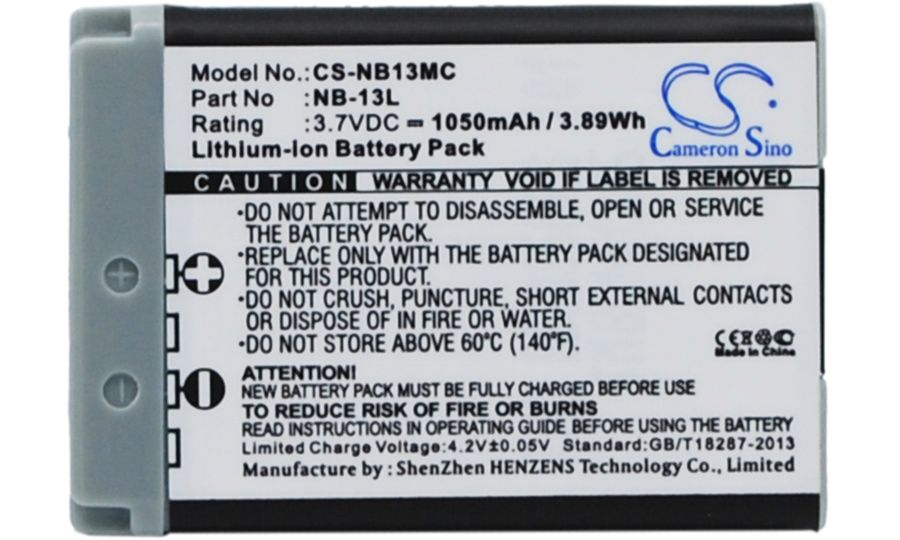 Model No.:CS-NB13MC
Part No :NB-13L
Rating :3.7VDC ⎓ 1050mAh / 3.89Wh
Lithium-Ion Battery Pack
CS
Cameron Sino
CAUTION WARRANTY VOID IF LABEL IS REMOVED
•DO NOT ATTEMPT TO DISASSEMBLE, OPEN OR SERVICE
THE BATTERY PACK.
•REPLACE ONLY WITH THE BATTERY PACK DESIGNATED
FOR THIS PRODUCT.
•DO NOT CRUSH, PUNCTURE, SHORT EXTERNAL CONTACTS
OR DISPOSE OF IN FIRE OR WATER.
•DO NOT STORE ABOVE 60°C (140°F).
CE
Made in China
ATTENTION!
NEW BATTERY PACK MUST BE FULLY CHARGED BEFORE USE
TO REDUCE RISK OF FIRE OR BURNS
READ INSTRUCTIONS IN OPERATING GUIDE BEFORE USING THE BATTERY
Limited Charge Voltage:4.2V±0.05V Standard:GB/T18287-2013
Manufacture by : ShenZhen HENZENS Technology Co., Limited
+
−